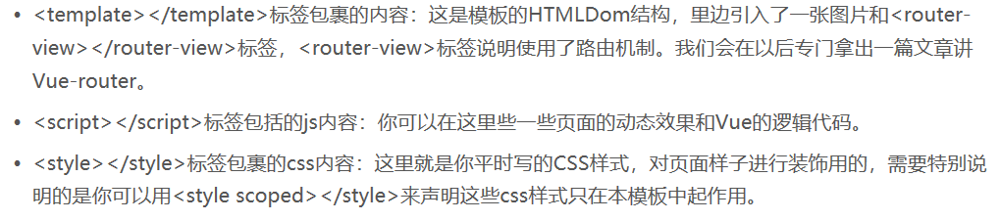 • <template></template>标签包裹的内容：这是模板的HTMLDom结构，里边引入了一张图片和<router-
view></router-view>标签，<router-view>标签说明使用了路由机制。我们会在以后专门拿出一篇文章讲
Vue-router。
• <script></script>标签包括的js内容：你可以在这里些一些页面的动态效果和Vue的逻辑代码。
• <style></style>标签包裹的css内容：这里就是你平时写的CSS样式，对页面样子进行装饰用的，需要特别说
明的是你可以用<style scoped></style>来声明这些css样式只在本模板中起作用。